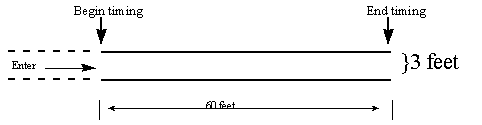 Begin timing
End timing
Enter
}3 feet
60 feet